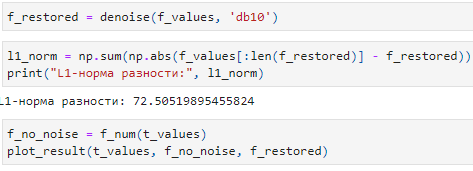 f_restored = denoise(f_values, 'db10')
l1_norm = np.sum(np.abs(f_values[:len(f_restored)] - f_restored))
print("L1-норма разности:", l1_norm)
L1-норма разности: 72.50519895455824
f_no_noise = f_num(t_values)
plot_result(t_values, f_no_noise, f_restored)